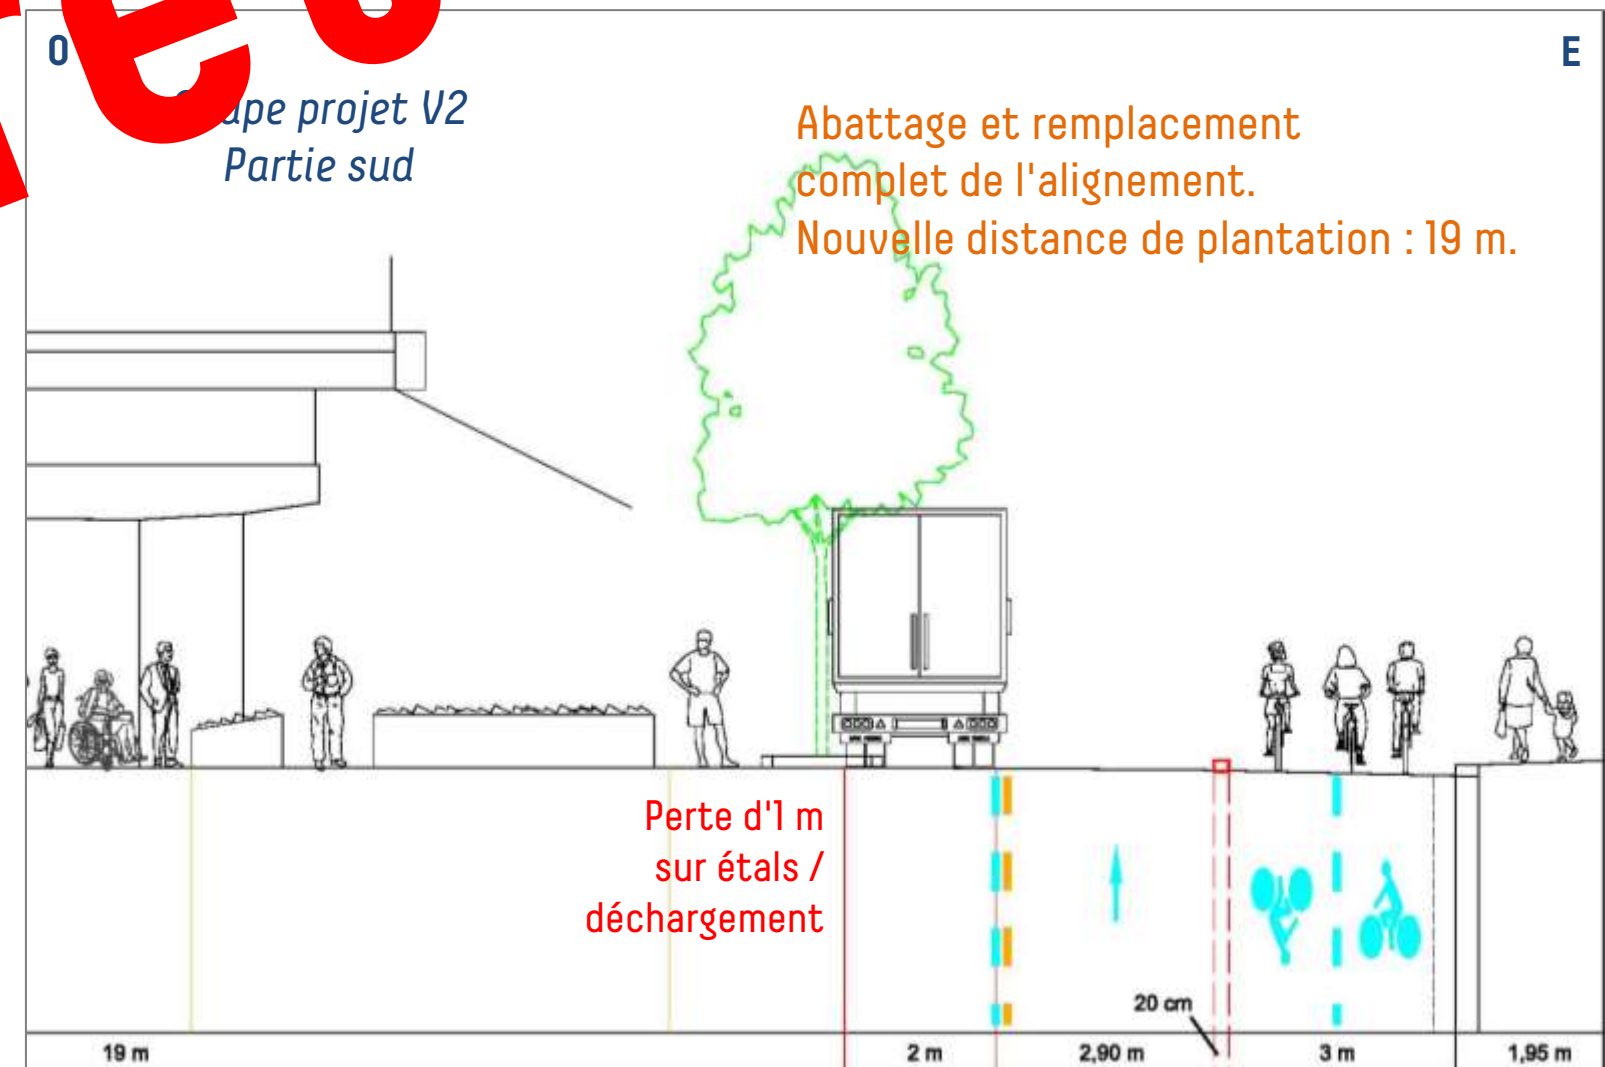 O
E
projet V2
Partie sud
Abattage et remplacement
complet de l'alignement.
Nouvelle distance de plantation : 19 m.
Perte d'1 m
sur étals /
déchargement
20 cm
19 m
2 m
2,90 m
3 m
1,95 m